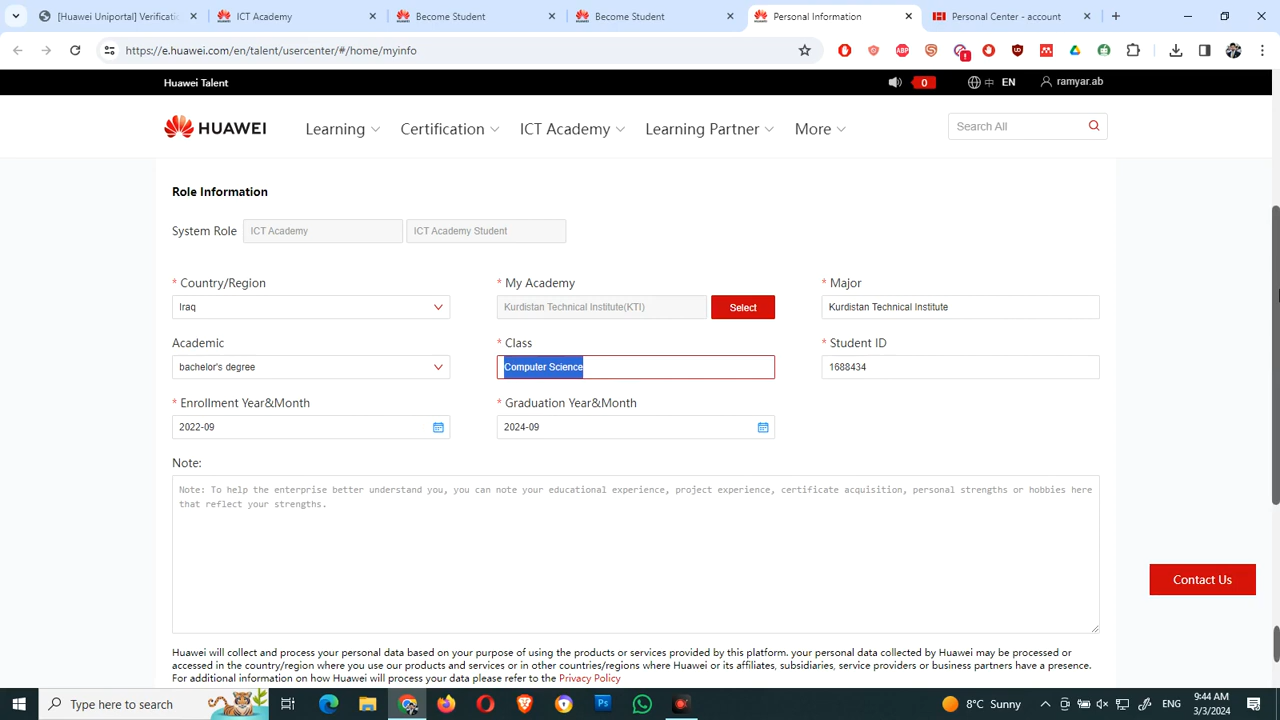 [Huawei Uniportal] Verificati
ICT Academy
Become Student
Become Student
Personal Information
Personal Center - account
https://e.huawei.com/en/talent/usercenter/#/home/myinfo
Huawei Talent
0
中 EN
ramyar.ab
HUAWEI
Learning
Certification
ICT Academy
Learning Partner
More
Search All
Role Information
System Role
ICT Academy
ICT Academy Student
* Country/Region
* My Academy
* Major
Iraq
Kurdistan Technical Institute(KTI)
Select
Kurdistan Technical Institute
Academic
* Class
* Student ID
bachelor's degree
Computer Science
1688434
* Enrollment Year&Month
* Graduation Year&Month
2022-09
2024-09
Note:
Note: To help the enterprise better understand you, you can note your educational experience, project experience, certificate acquisition, personal strengths or hobbies here
that reflect your strengths.
Contact Us
Huawei will collect and process your personal data based on your purpose of using the products or services provided by this platform. your personal data collected by Huawei may be processed or
accessed in the country/region where you use our products and services or in other countries/regions where Huawei or its affiliates, subsidiaries, service providers or business partners have a presence.
For additional information on how Huawei will process your data please refer to the Privacy Policy
Type here to search
8°C Sunny
ENG
9:44 AM
3/3/2024